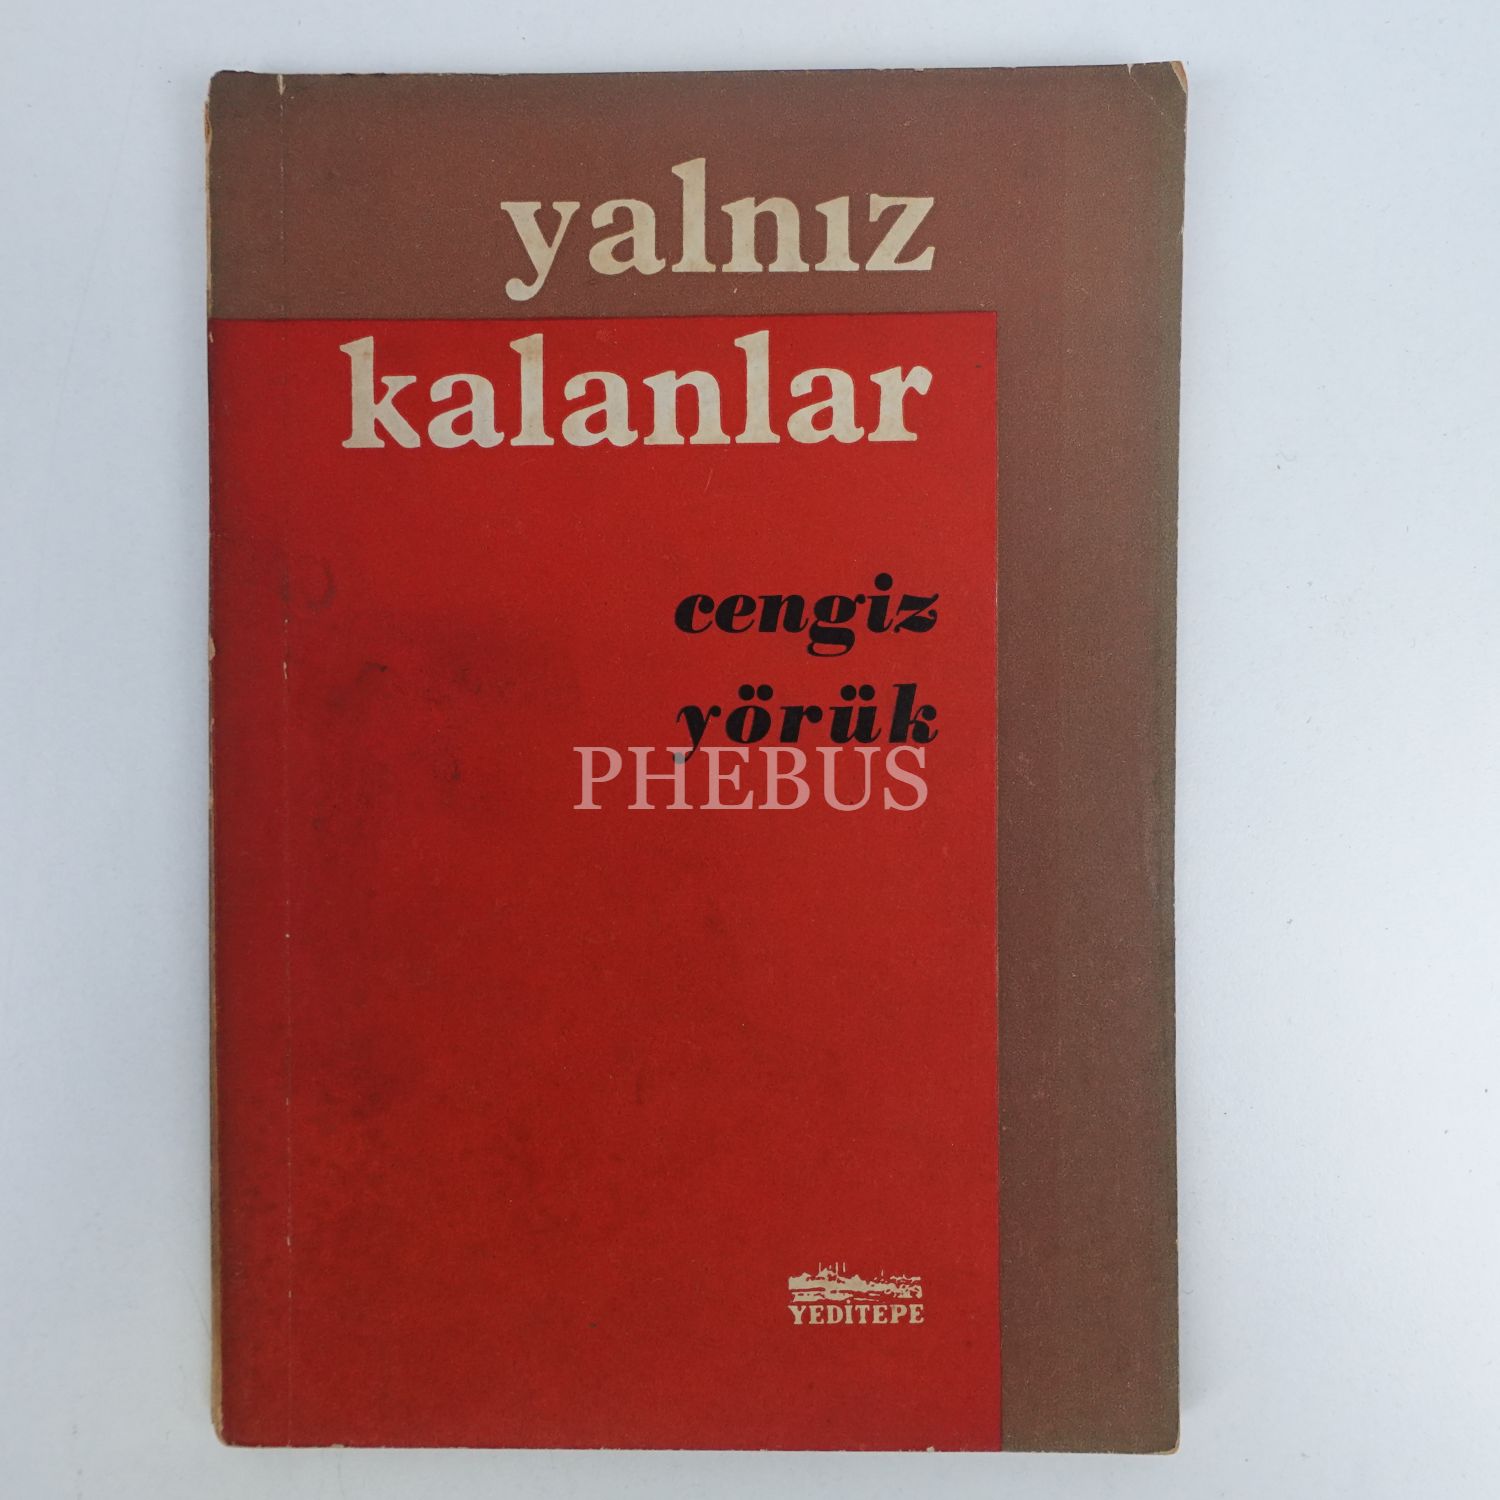 yalnız
kalanlar
cengiz
yörük
PHEBUS
YEDİTEPE